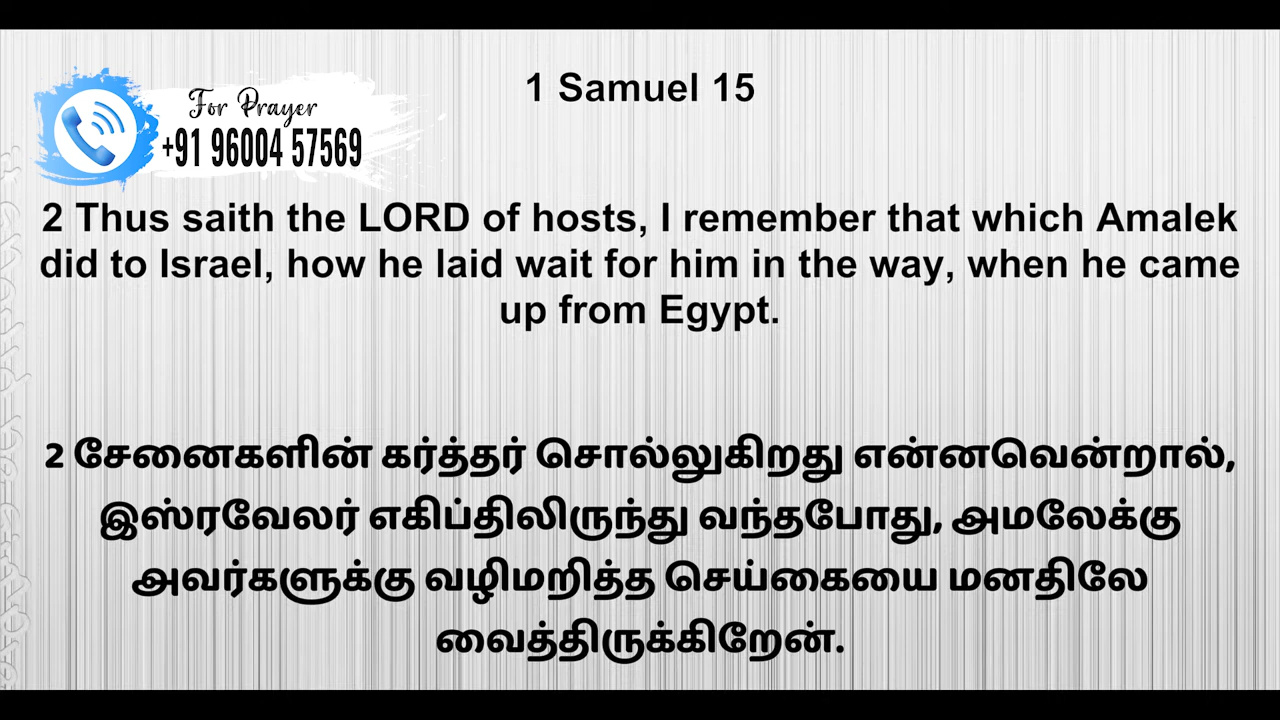 1 Samuel 15
For Prayer
+91 96004 57569
2 Thus saith the LORD of hosts, I remember that which Amalek
did to Israel, how he laid wait for him in the way, when he came
up from Egypt.
2 சேனைகளின் கர்த்தர் சொல்லுகிறது என்னவென்றால்,
இஸ்ரவேலர் எகிப்திலிருந்து வந்தபோது, அமலேக்கு
அவர்களுக்கு வழிமறித்த செய்கையை மனதிலே
வைத்திருக்கிறேன்.